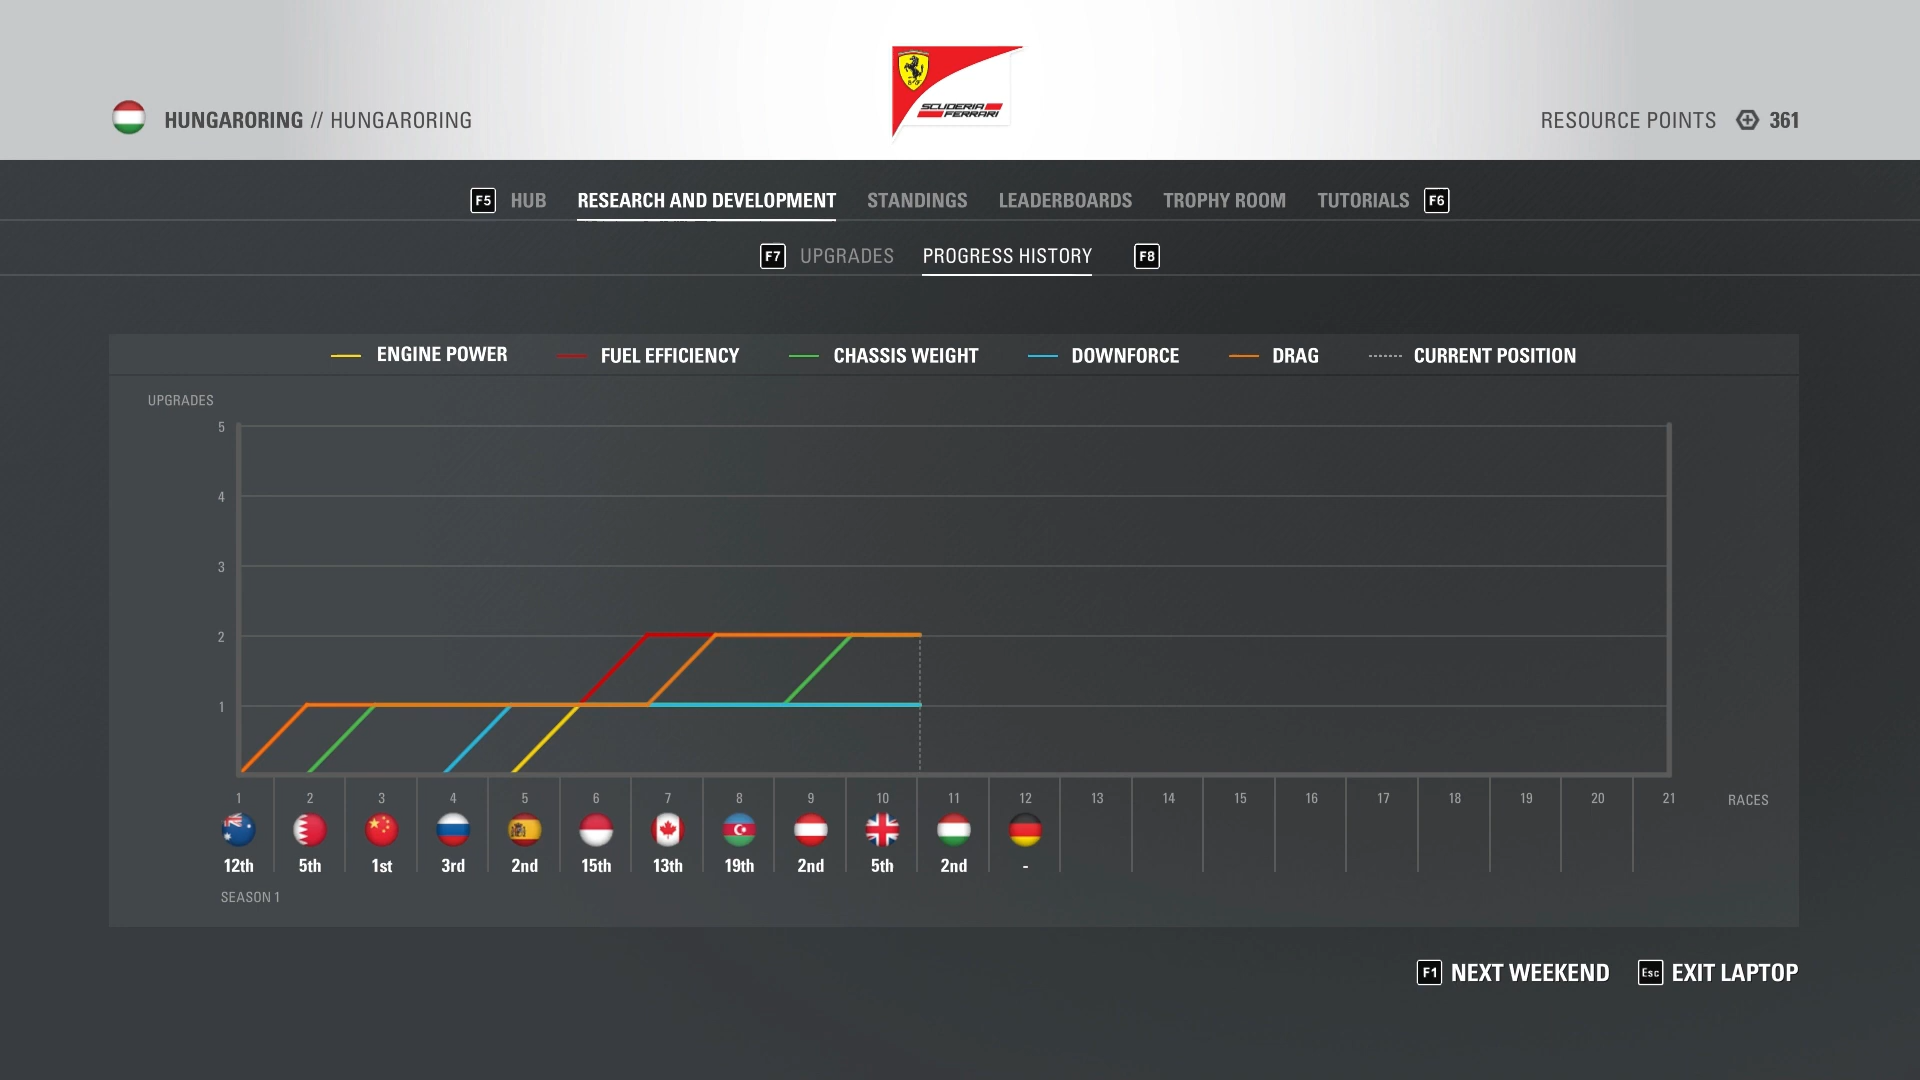 HUNGARORING // HUNGARORING
SCUDERIA
FERRARI
RESOURCE POINTS 361
F5 HUB RESEARCH AND DEVELOPMENT STANDINGS LEADERBOARDS TROPHY ROOM TUTORIALS F6
F7 UPGRADES PROGRESS HISTORY F8
ENGINE POWER FUEL EFFICIENCY CHASSIS WEIGHT DOWNFORCE DRAG CURRENT POSITION
UPGRADES
5
4
3
2
1
1 2 3 4 5 6 7 8 9 10 11 12 13 14 15 16 17 18 19 20 21 RACES
12th 5th 1st 3rd 2nd 15th 13th 19th 2nd 5th 2nd -
SEASON 1
F1 NEXT WEEKEND Esc EXIT LAPTOP